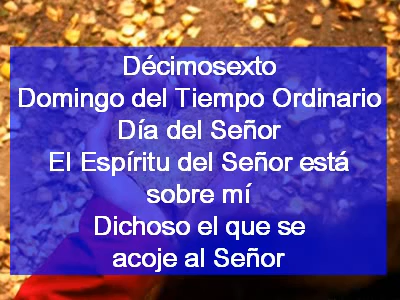 Décimosexto
Domingo del Tiempo Ordinario
Día del Señor
El Espíritu del Señor está
sobre mí
Dichoso el que se
acoje al Señor